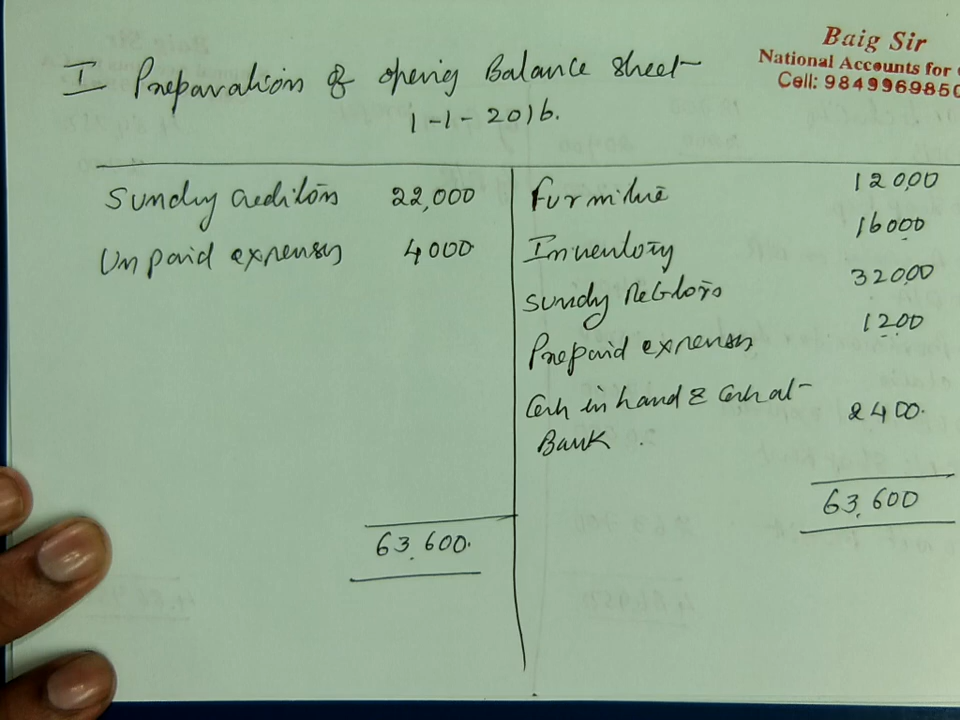 Baig Sir
National Accounts for
Cell: 9849969850
I Preparation of opening Balance Sheet
1-1-2016.
Sundry creditors 22,000
Unpaid expenses 4000
63,600.
Furniture 12000
Inventory 16000
Sundry Debtors 32000
Prepaid expenses 1200
Cash in hand & Cash at
Bank 2400.
63,600